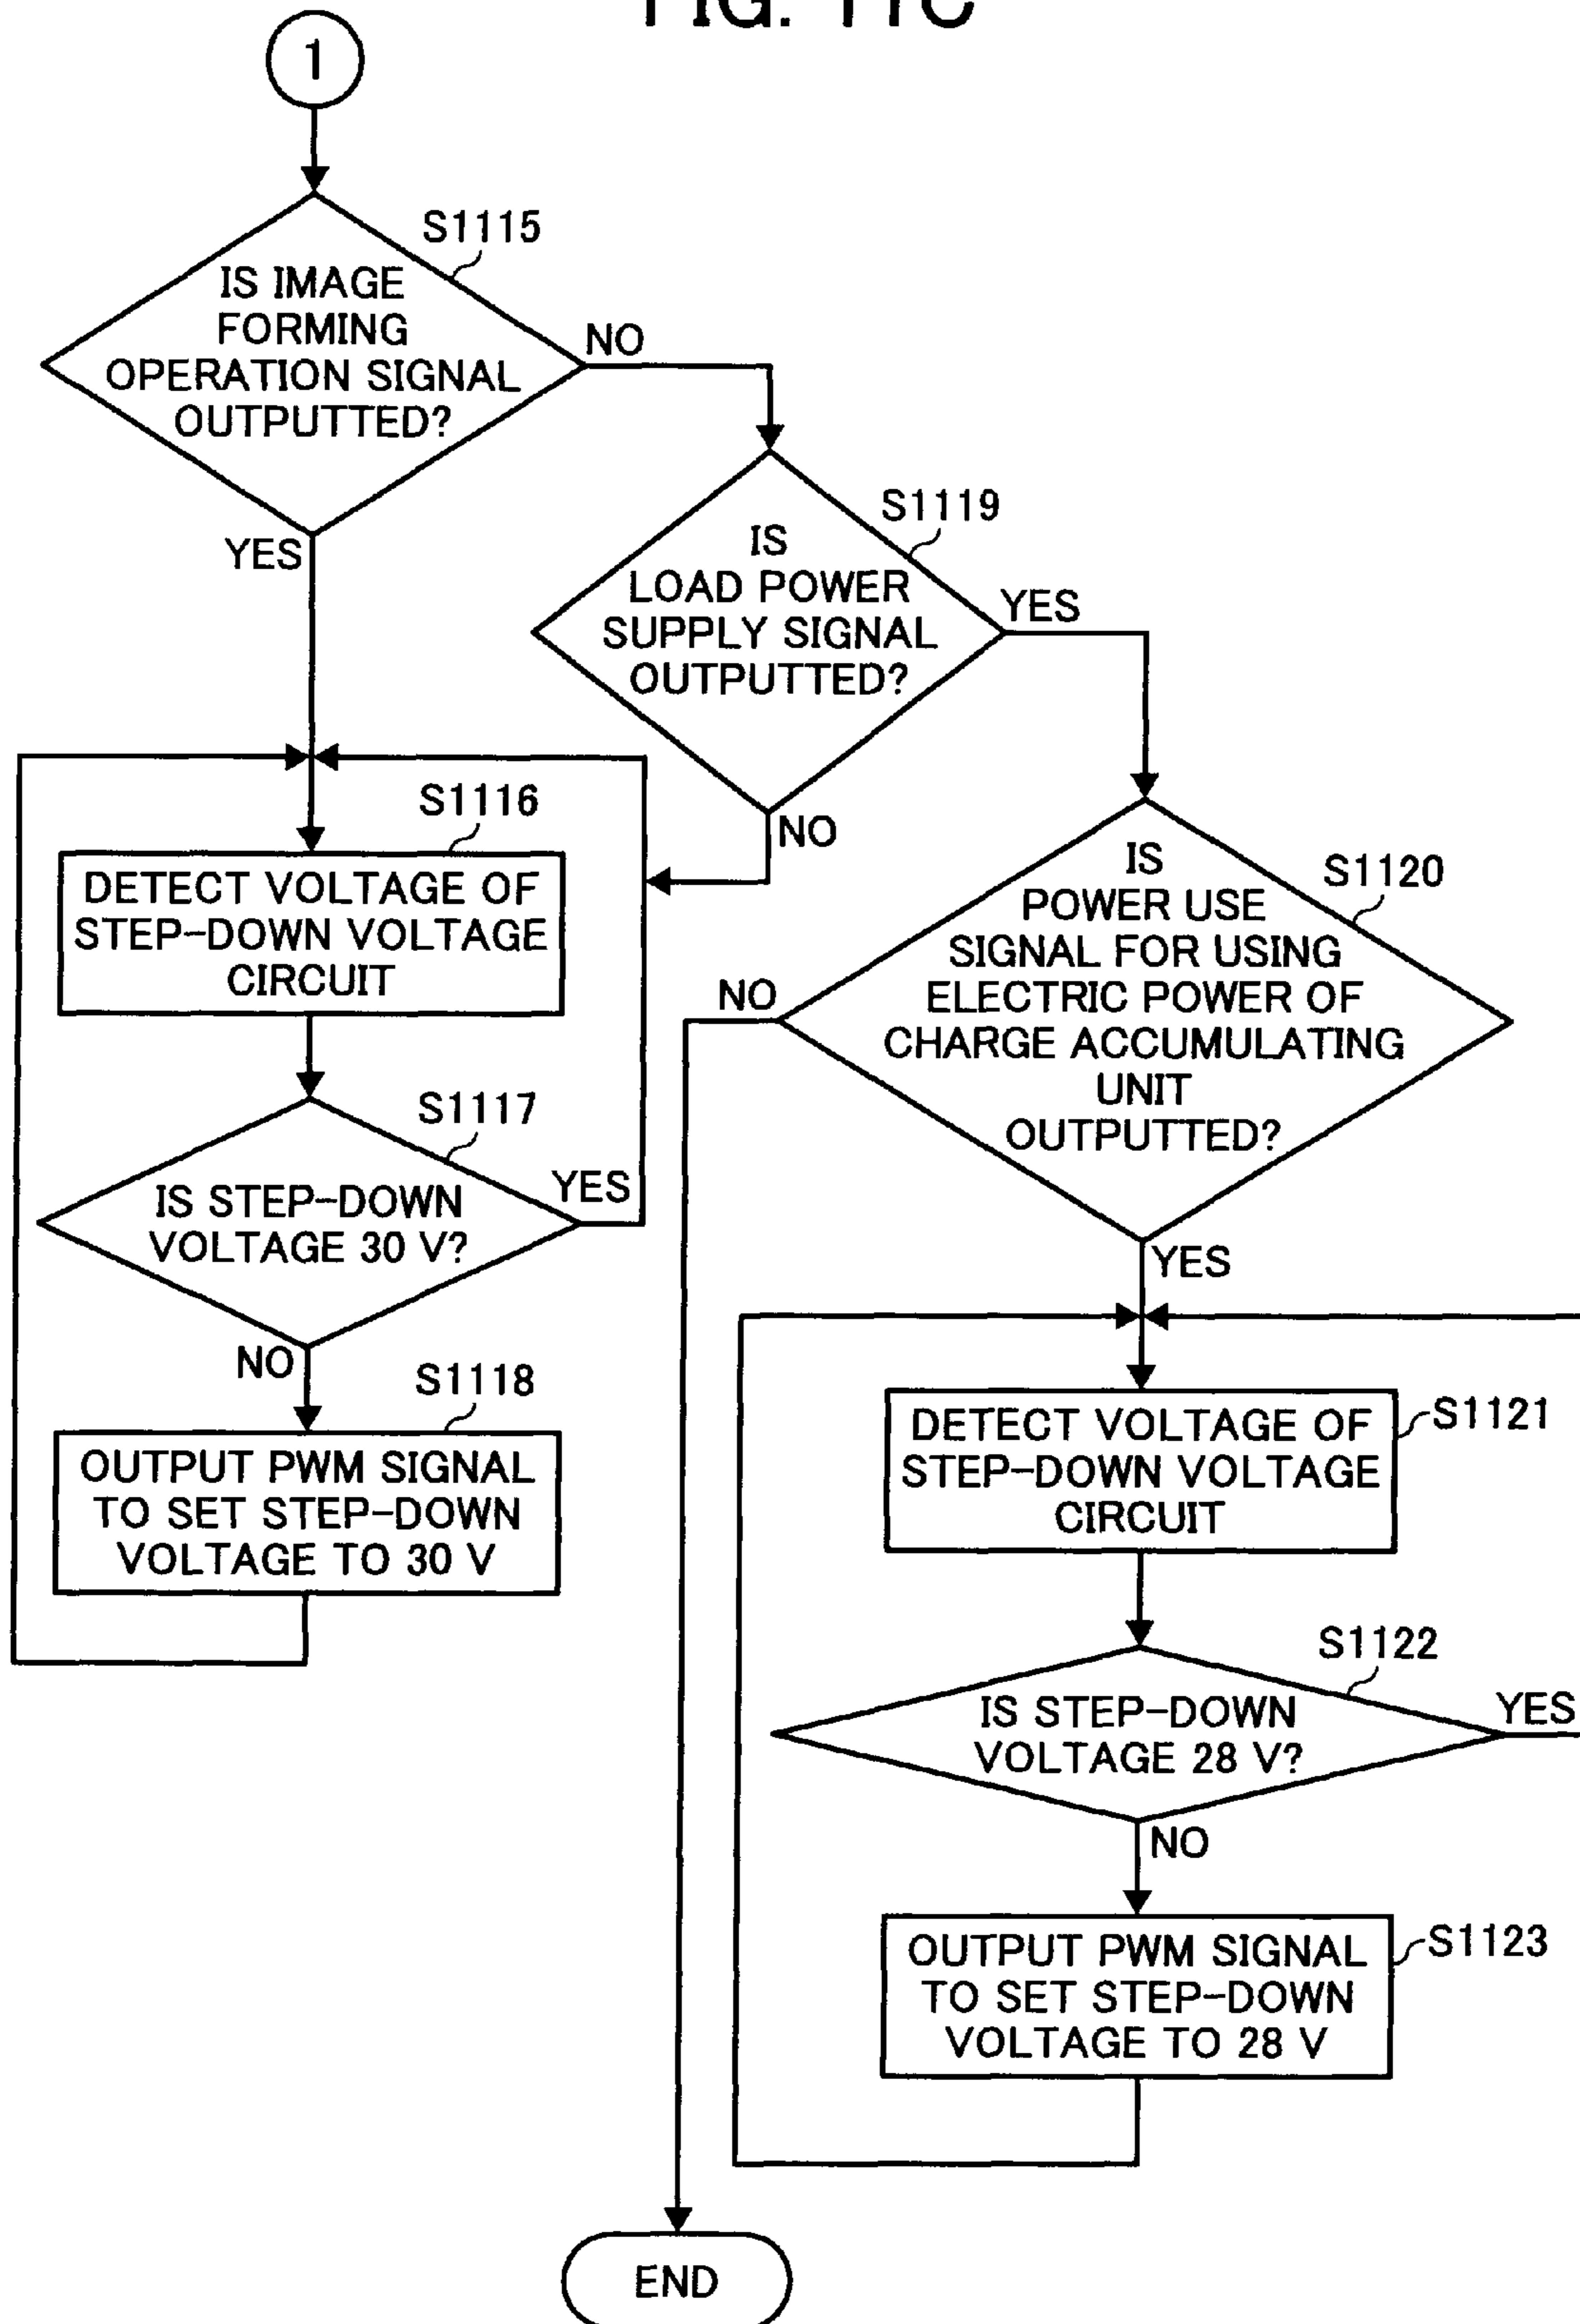 FIG. 11C
1
S1115
IS IMAGE
FORMING
OPERATION SIGNAL
OUTPUTTED?
NO
YES
S1119
IS
LOAD POWER
SUPPLY SIGNAL
OUTPUTTED?
YES
NO
S1116
DETECT VOLTAGE OF
STEP-DOWN VOLTAGE
CIRCUIT
S1117
IS STEP-DOWN
VOLTAGE 30 V?
YES
NO
S1118
OUTPUT PWM SIGNAL
TO SET STEP-DOWN
VOLTAGE TO 30 V
S1120
IS
POWER USE
SIGNAL FOR USING
ELECTRIC POWER OF
CHARGE ACCUMULATING
UNIT
OUTPUTTED?
NO
YES
S1121
DETECT VOLTAGE OF
STEP-DOWN VOLTAGE
CIRCUIT
S1122
IS STEP-DOWN
VOLTAGE 28 V?
YES
NO
S1123
OUTPUT PWM SIGNAL
TO SET STEP-DOWN
VOLTAGE TO 28 V
END